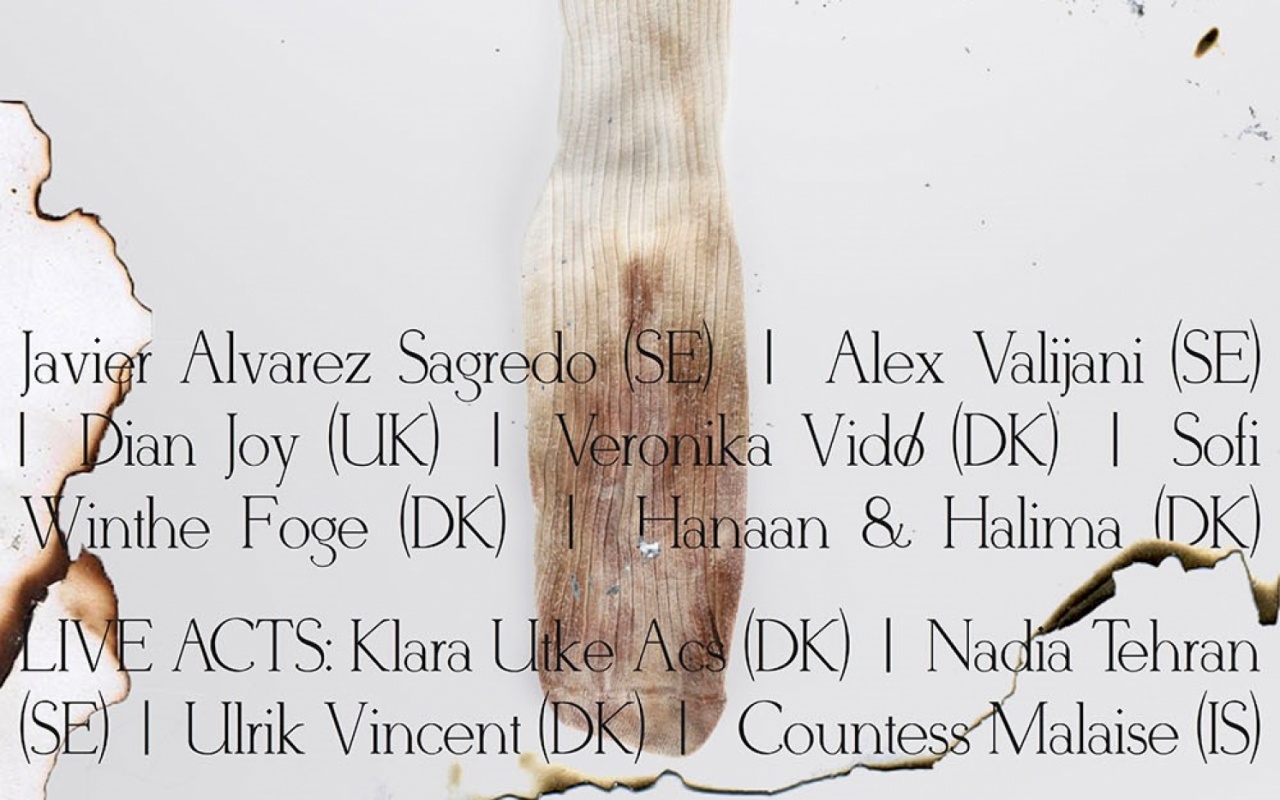 Javier Alvarez Sagredo (SE) | Alex Valijani (SE)
| Dian Joy (UK) | Veronika Vidø (DK) | Sofi
Winthe Foge (DK) | Hanaan & Halima (DK)
LIVE ACTS: Klara Utke Acs (DK) | Nadia Tehran
(SE) | Ulrik Vincent (DK) | Countess Malaise (IS)